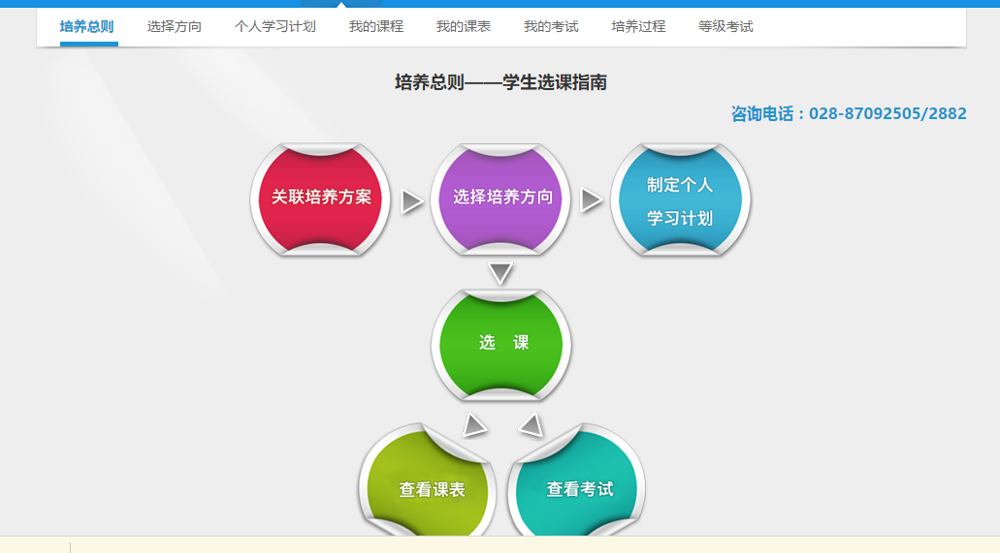 培养总则 选择方向 个人学习计划 我的课程 我的课表 我的考试 培养过程 等级考试
培养总则——学生选课指南
咨询电话：028-87092505/2882
关联培养方案 选择培养方向 制定个人
学习计划
选 课
查看课表 查看考试